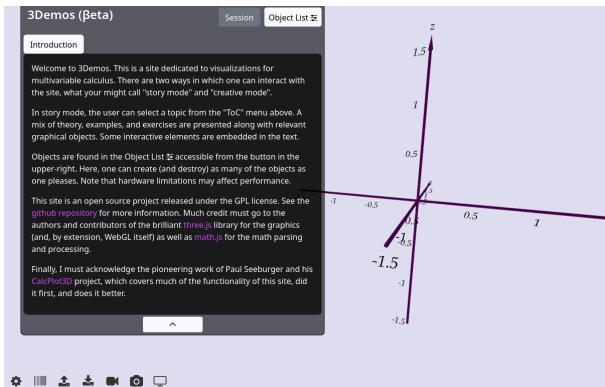 3Demos (βeta)
Session
Object List
Introduction
Welcome to 3Demos. This is a site dedicated to visualizations for
multivariable calculus. There are two ways in which one can interact with
the site, what your might call "story mode" and "creative mode".
In story mode, the user can select a topic from the "ToC" menu above. A
mix of theory, examples, and exercises are presented along with relevant
graphical objects. Some interactive elements are embedded in the text.
Objects are found in the Object List accessible from the button in the
upper-right. Here, one can create (and destroy) as many of the objects as
one pleases. Note that hardware limitations may affect performance.
This site is an open source project released under the GPL license. See the
github repository for more information. Much credit must go to the
authors and contributors of the brilliant three.js library for the graphics
(and, by extension, WebGL itself) as well as math.js for the math parsing
and processing.
Finally, I must acknowledge the pioneering work of Paul Seeburger and his
CalcPlot3D project, which covers much of the functionality of this site, did
it first, and does it better.
z
1.5
1
0.5
-1
-0.5
0.5
1
0.5
-1
-0.5
-1.5
-1
-1.5